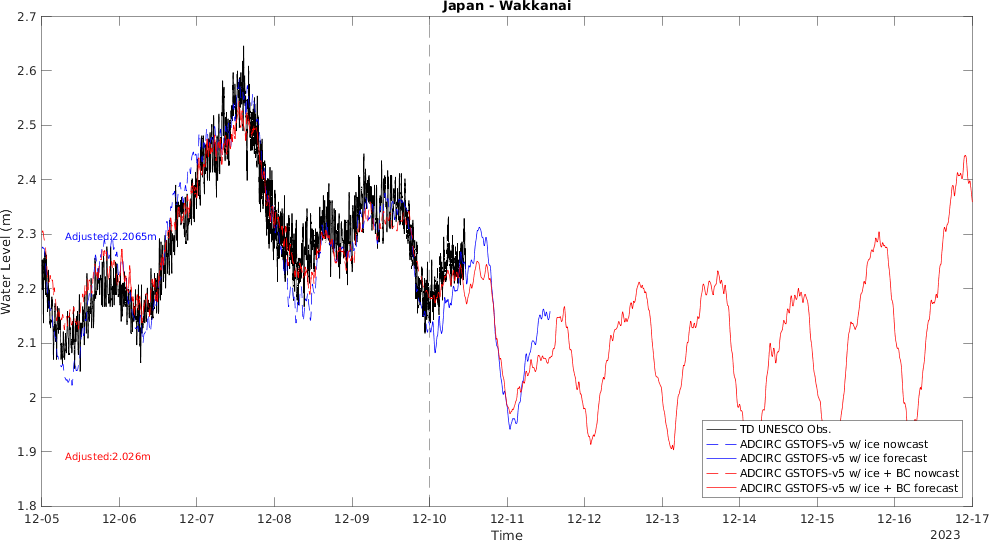 Japan - Wakkanai
2.7
2.6
2.5
2.4
2.3
2.2
2.1
2
1.9
1.8
Water Level (m)
Adjusted:2.2065m
Adjusted:2.026m
TD UNESCO Obs.
ADCIRC GSTOFS-v5 w/ ice nowcast
ADCIRC GSTOFS-v5 w/ ice forecast
ADCIRC GSTOFS-v5 w/ ice + BC nowcast
ADCIRC GSTOFS-v5 w/ ice + BC forecast
12-05 12-06 12-07 12-08 12-09 12-10 12-11 12-12 12-13 12-14 12-15 12-16 12-17
Time
2023